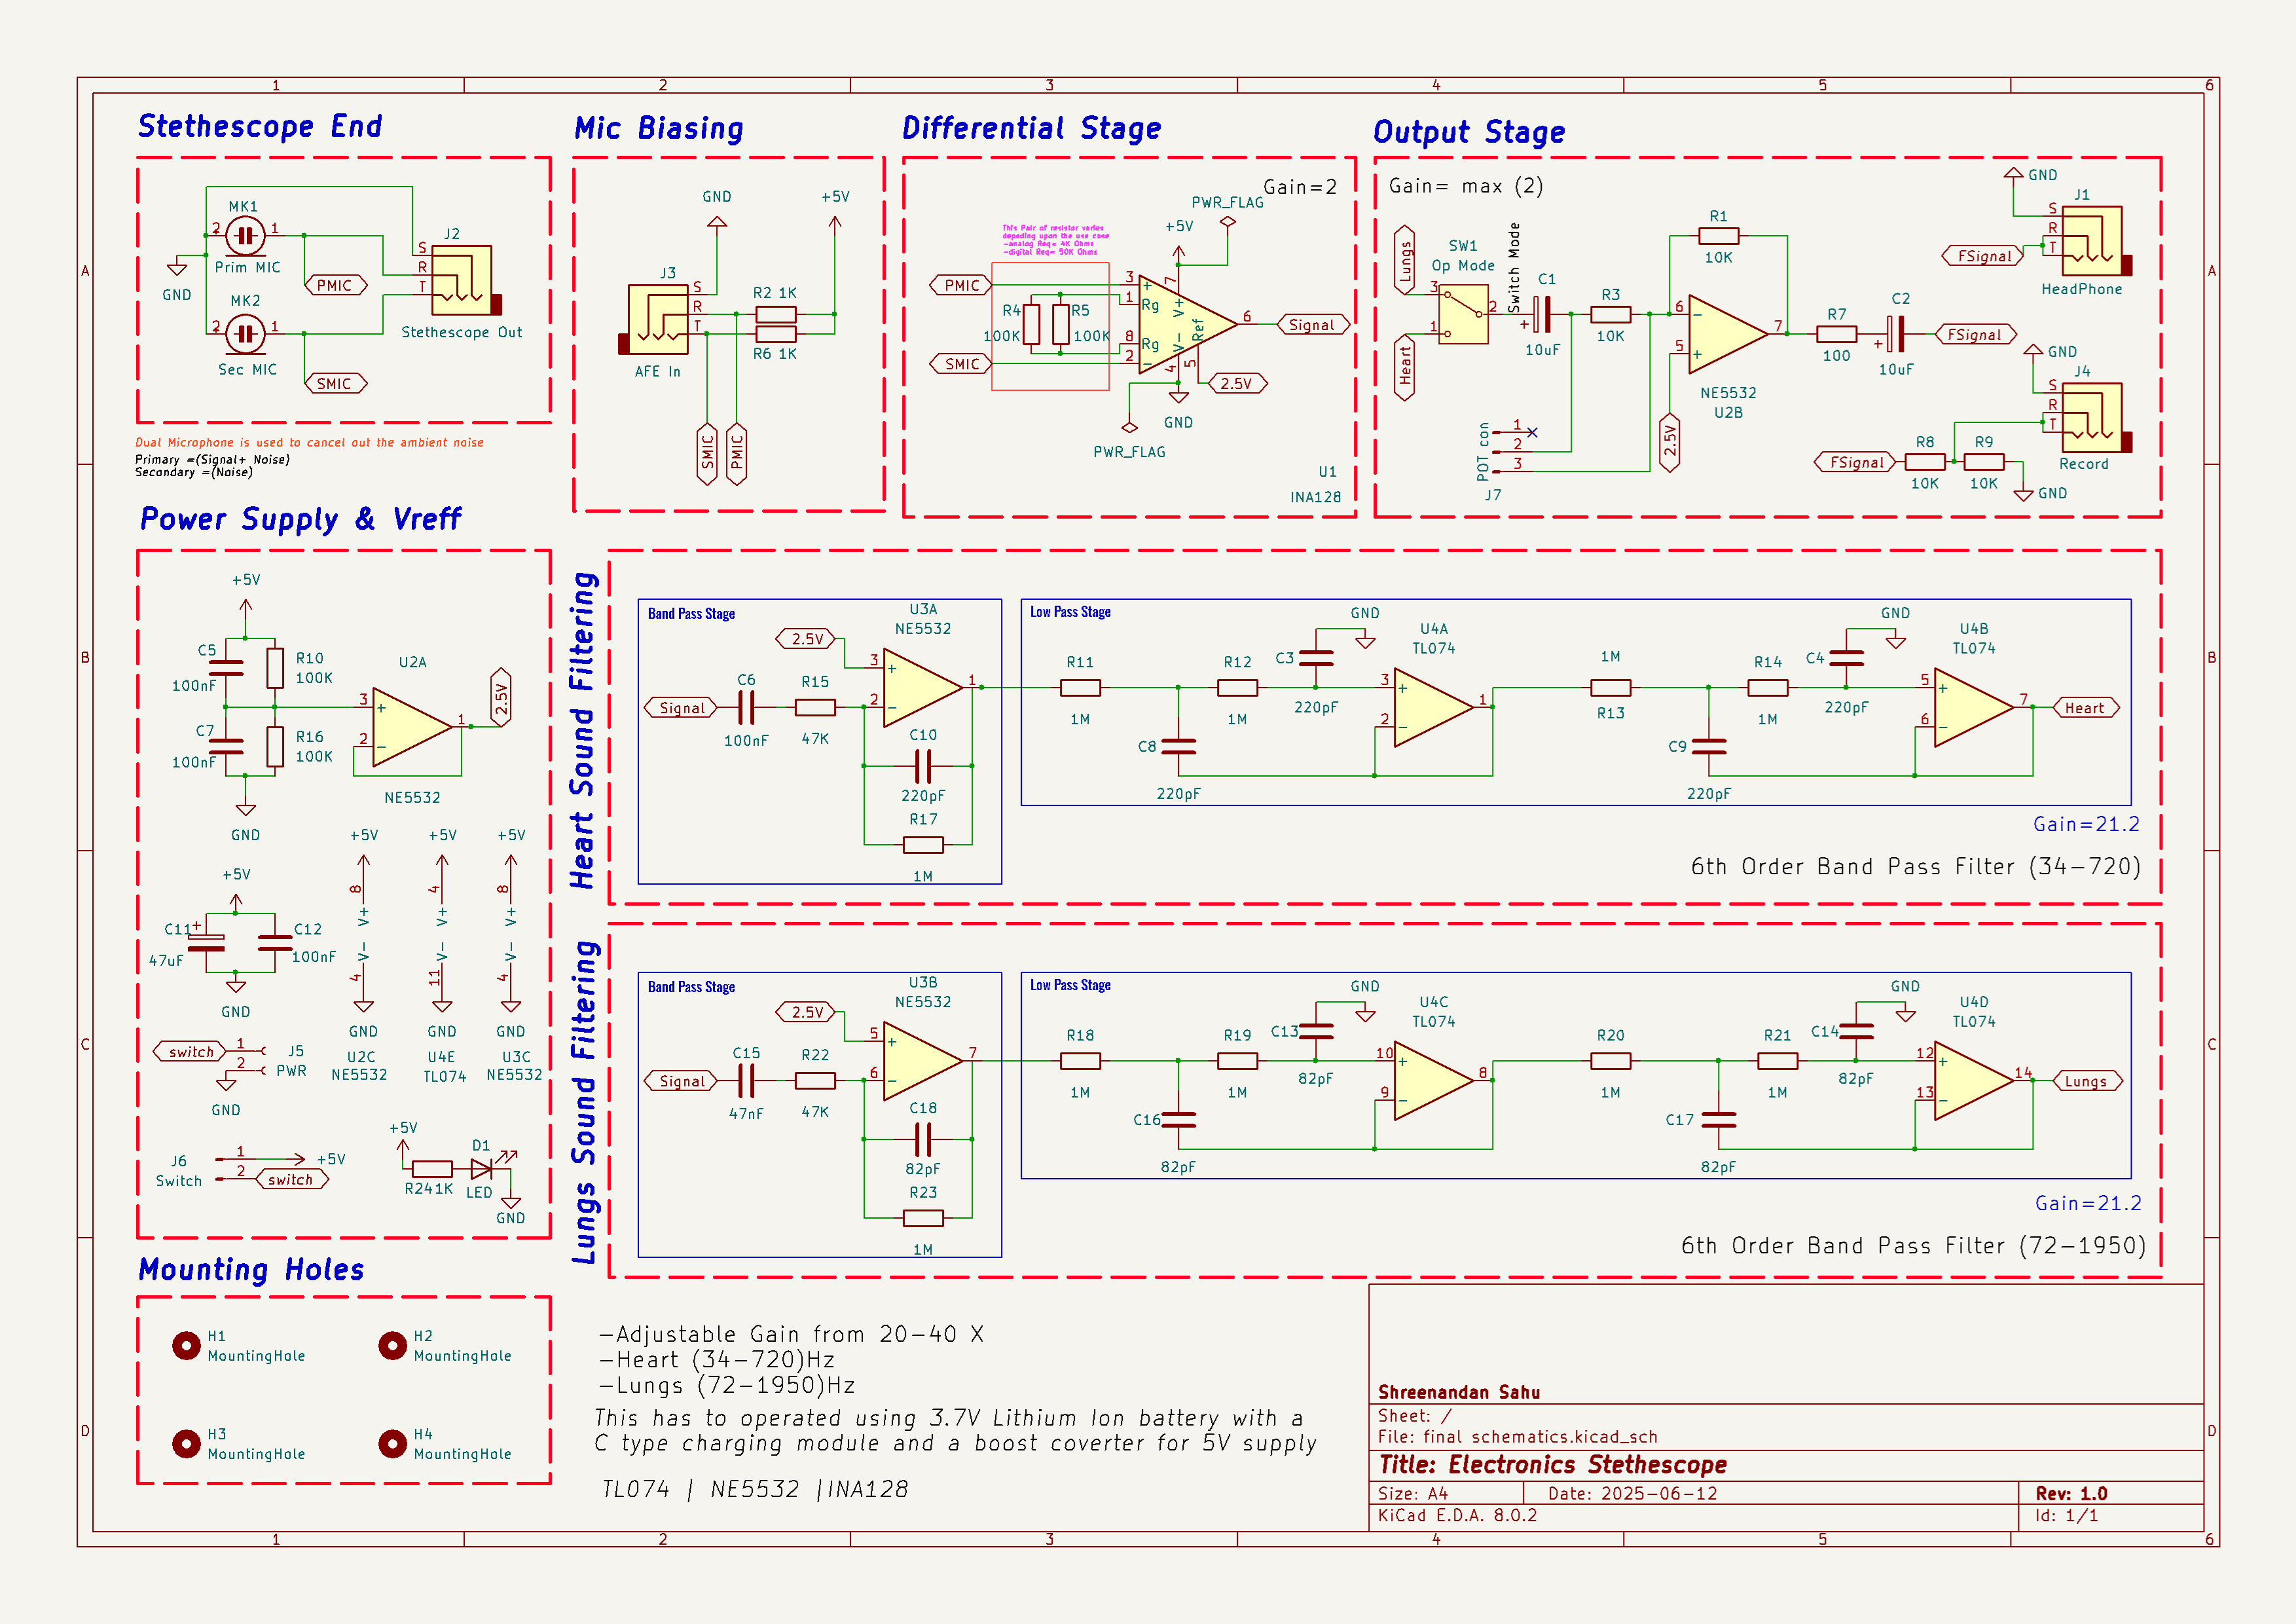 1 2 3 4 5 6
A
B
C
D
Stethescope End
MK1
2 1
Prim MIC
PMIC
GND
MK2
2 1
Sec MIC
SMIC
J2
S
R
T
Stethescope Out
Dual Microphone is used to cancel out the ambient noise
Primary =(Signal+ Noise)
Secondary =(Noise)
Mic Biasing
GND
+5V
J3
S
R
T
R2 1K
R6 1K
AFE In
SMIC
PMIC
Differential Stage
Gain=2
PWR_FLAG
+5V
This Pair of resistor varies
depeding upon the use case
-analog Req= 4K Ohms
-digital Req= 50K Ohms
PMIC
SMIC
R4
100K
R5
100K
3 +
1 Rg
8 Rg
2 −
7
V+
V−
Ref
4
5
6
Signal
2.5V
GND
PWR_FLAG
U1
INA128
Output Stage
Gain= max (2)
Lungs
Heart
SW1
Op Mode
3
2
1
Switch Mode
C1
+
10uF
R3
10K
R1
10K
6 −
5 +
7
NE5532
U2B
2.5V
POT con
1
2
3
J7
R7
100
C2
+
10uF
FSignal
GND
J1
S
R
T
FSignal
HeadPhone
GND
J4
S
R
T
Record
FSignal
R8
10K
R9
10K
GND
Power Supply & Vreff
+5V
C5
100nF
R10
100K
C7
100nF
R16
100K
GND
U2A
3 +
2 −
1
NE5532
2.5V
+5V
C11
+
47uF
C12
100nF
GND
+5V +5V +5V
8 4 8
V+ V+ V+
V− V− V−
4 11 4
GND GND GND
U2C
NE5532
U4E
TL074
U3C
NE5532
switch
1
2
J5
PWR
GND
J6
Switch
1
2
+5V
switch
+5V
R24 1K
D1
LED
GND
Heart Sound Filtering
Band Pass Stage
U3A
NE5532
2.5V
Signal
C6
100nF
R15
47K
3 +
2 −
1
C10
220pF
R17
1M
Low Pass Stage
R11
1M
R12
1M
C3
220pF
GND
C8
220pF
U4A
TL074
3 +
2 −
1
1M
R13
R14
1M
C4
220pF
GND
C9
220pF
U4B
TL074
5 +
6 −
7
Heart
Gain=21.2
6th Order Band Pass Filter (34-720)
Lungs Sound Filtering
Band Pass Stage
U3B
NE5532
2.5V
Signal
C15
47nF
R22
47K
5 +
6 −
7
C18
82pF
R23
1M
Low Pass Stage
R18
1M
R19
1M
C13
82pF
GND
C16
82pF
U4C
TL074
10 +
9 −
8
R20
1M
R21
1M
C14
82pF
GND
C17
82pF
U4D
TL074
12 +
13 −
14
Lungs
Gain=21.2
6th Order Band Pass Filter (72-1950)
Mounting Holes
H1
MountingHole
H2
MountingHole
H3
MountingHole
H4
MountingHole
-Adjustable Gain from 20-40 X
-Heart (34-720)Hz
-Lungs (72-1950)Hz
This has to operated using 3.7V Lithium Ion battery with a
C type charging module and a boost coverter for 5V supply
TL074 | NE5532 |INA128
Shreenandan Sahu
Sheet: /
File: final schematics.kicad_sch
Title: Electronics Stethescope
Size: A4 Date: 2025-06-12 Rev: 1.0
KiCad E.D.A. 8.0.2 Id: 1/1
1 2 3 4 5 6
A
B
C
D